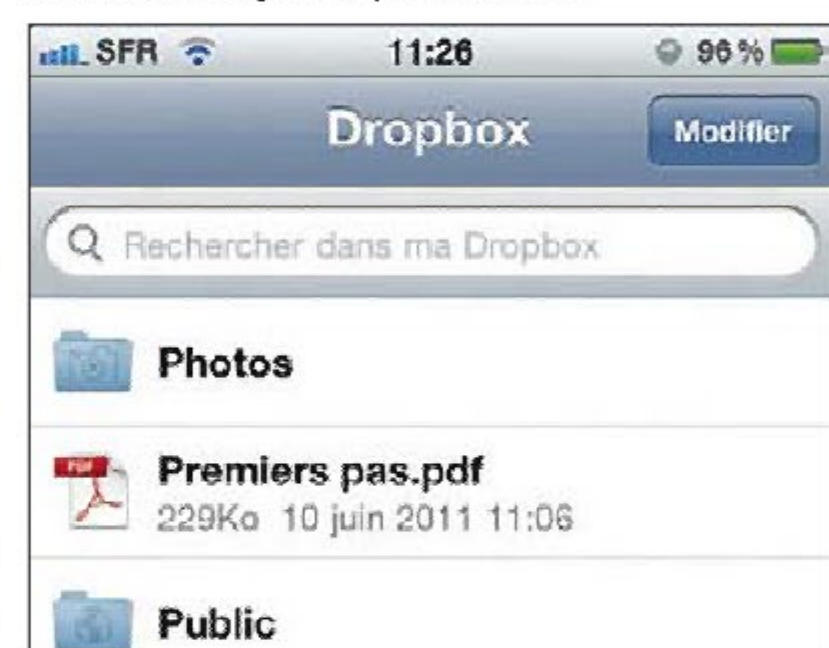 SFR 11:26 96 %
Dropbox Modifier
Rechercher dans ma Dropbox
Photos
PDF
Premiers pas.pdf
229Ko 10 juin 2011 11:06
Public